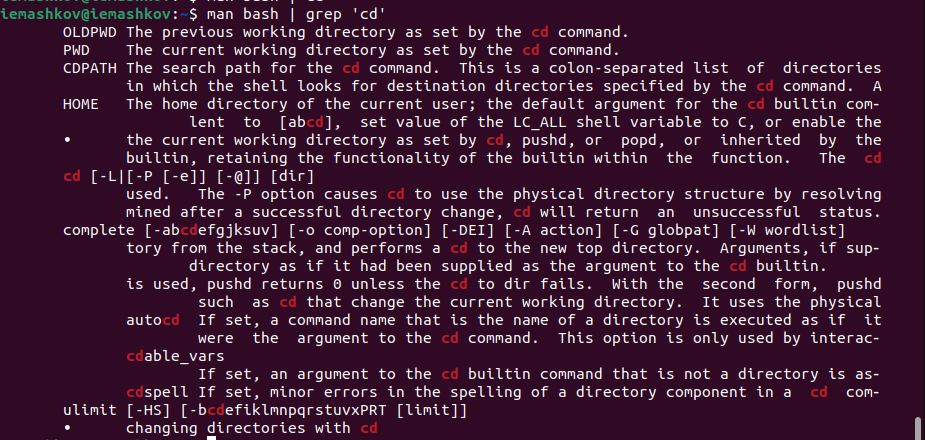 iemashkov@iemashkov:~$ man bash | grep 'cd'
OLDPWD The previous working directory as set by the cd command.
PWD    The current working directory as set by the cd command.
CDPATH The search path for the cd command.  This is a colon-separated list  of  directories
in which the shell looks for destination directories specified by the cd command.  A
HOME   The home directory of the current user; the default argument for the cd builtin com‐
lent  to  [abcd],  set value of the LC_ALL shell variable to C, or enable the
•      the current working directory as set by cd, pushd, or  popd,  or  inherited  by  the
builtin, retaining the functionality of the builtin within  the  function.   The  cd
cd [-L|[-P [-e]] [-@]] [dir]
used.   The -P option causes cd to use the physical directory structure by resolving
mined after a successful directory change, cd will return  an  unsuccessful  status.
complete [-abcdefgjksuv] [-o comp-option] [-DEI] [-A action] [-G globpat] [-W wordlist]
tory from the stack, and performs a cd to the new top directory.  Arguments, if sup‐
directory as if it had been supplied as the argument to the cd builtin.
is used, pushd returns 0 unless the cd to dir fails.  With the  second  form,  pushd
such  as cd that change the current working directory.  It uses the physical
autocd  If set, a command name that is the name of a directory is executed as if  it
were  the  argument to the cd command.  This option is only used by interac‐
cdable_vars
If set, an argument to the cd builtin command that is not a directory is as‐
cdspell If set, minor errors in the spelling of a directory component in a  cd  com‐
ulimit [-HS] [-bcdefiklmnpqrstuvxPRT [limit]]
•      changing directories with cd